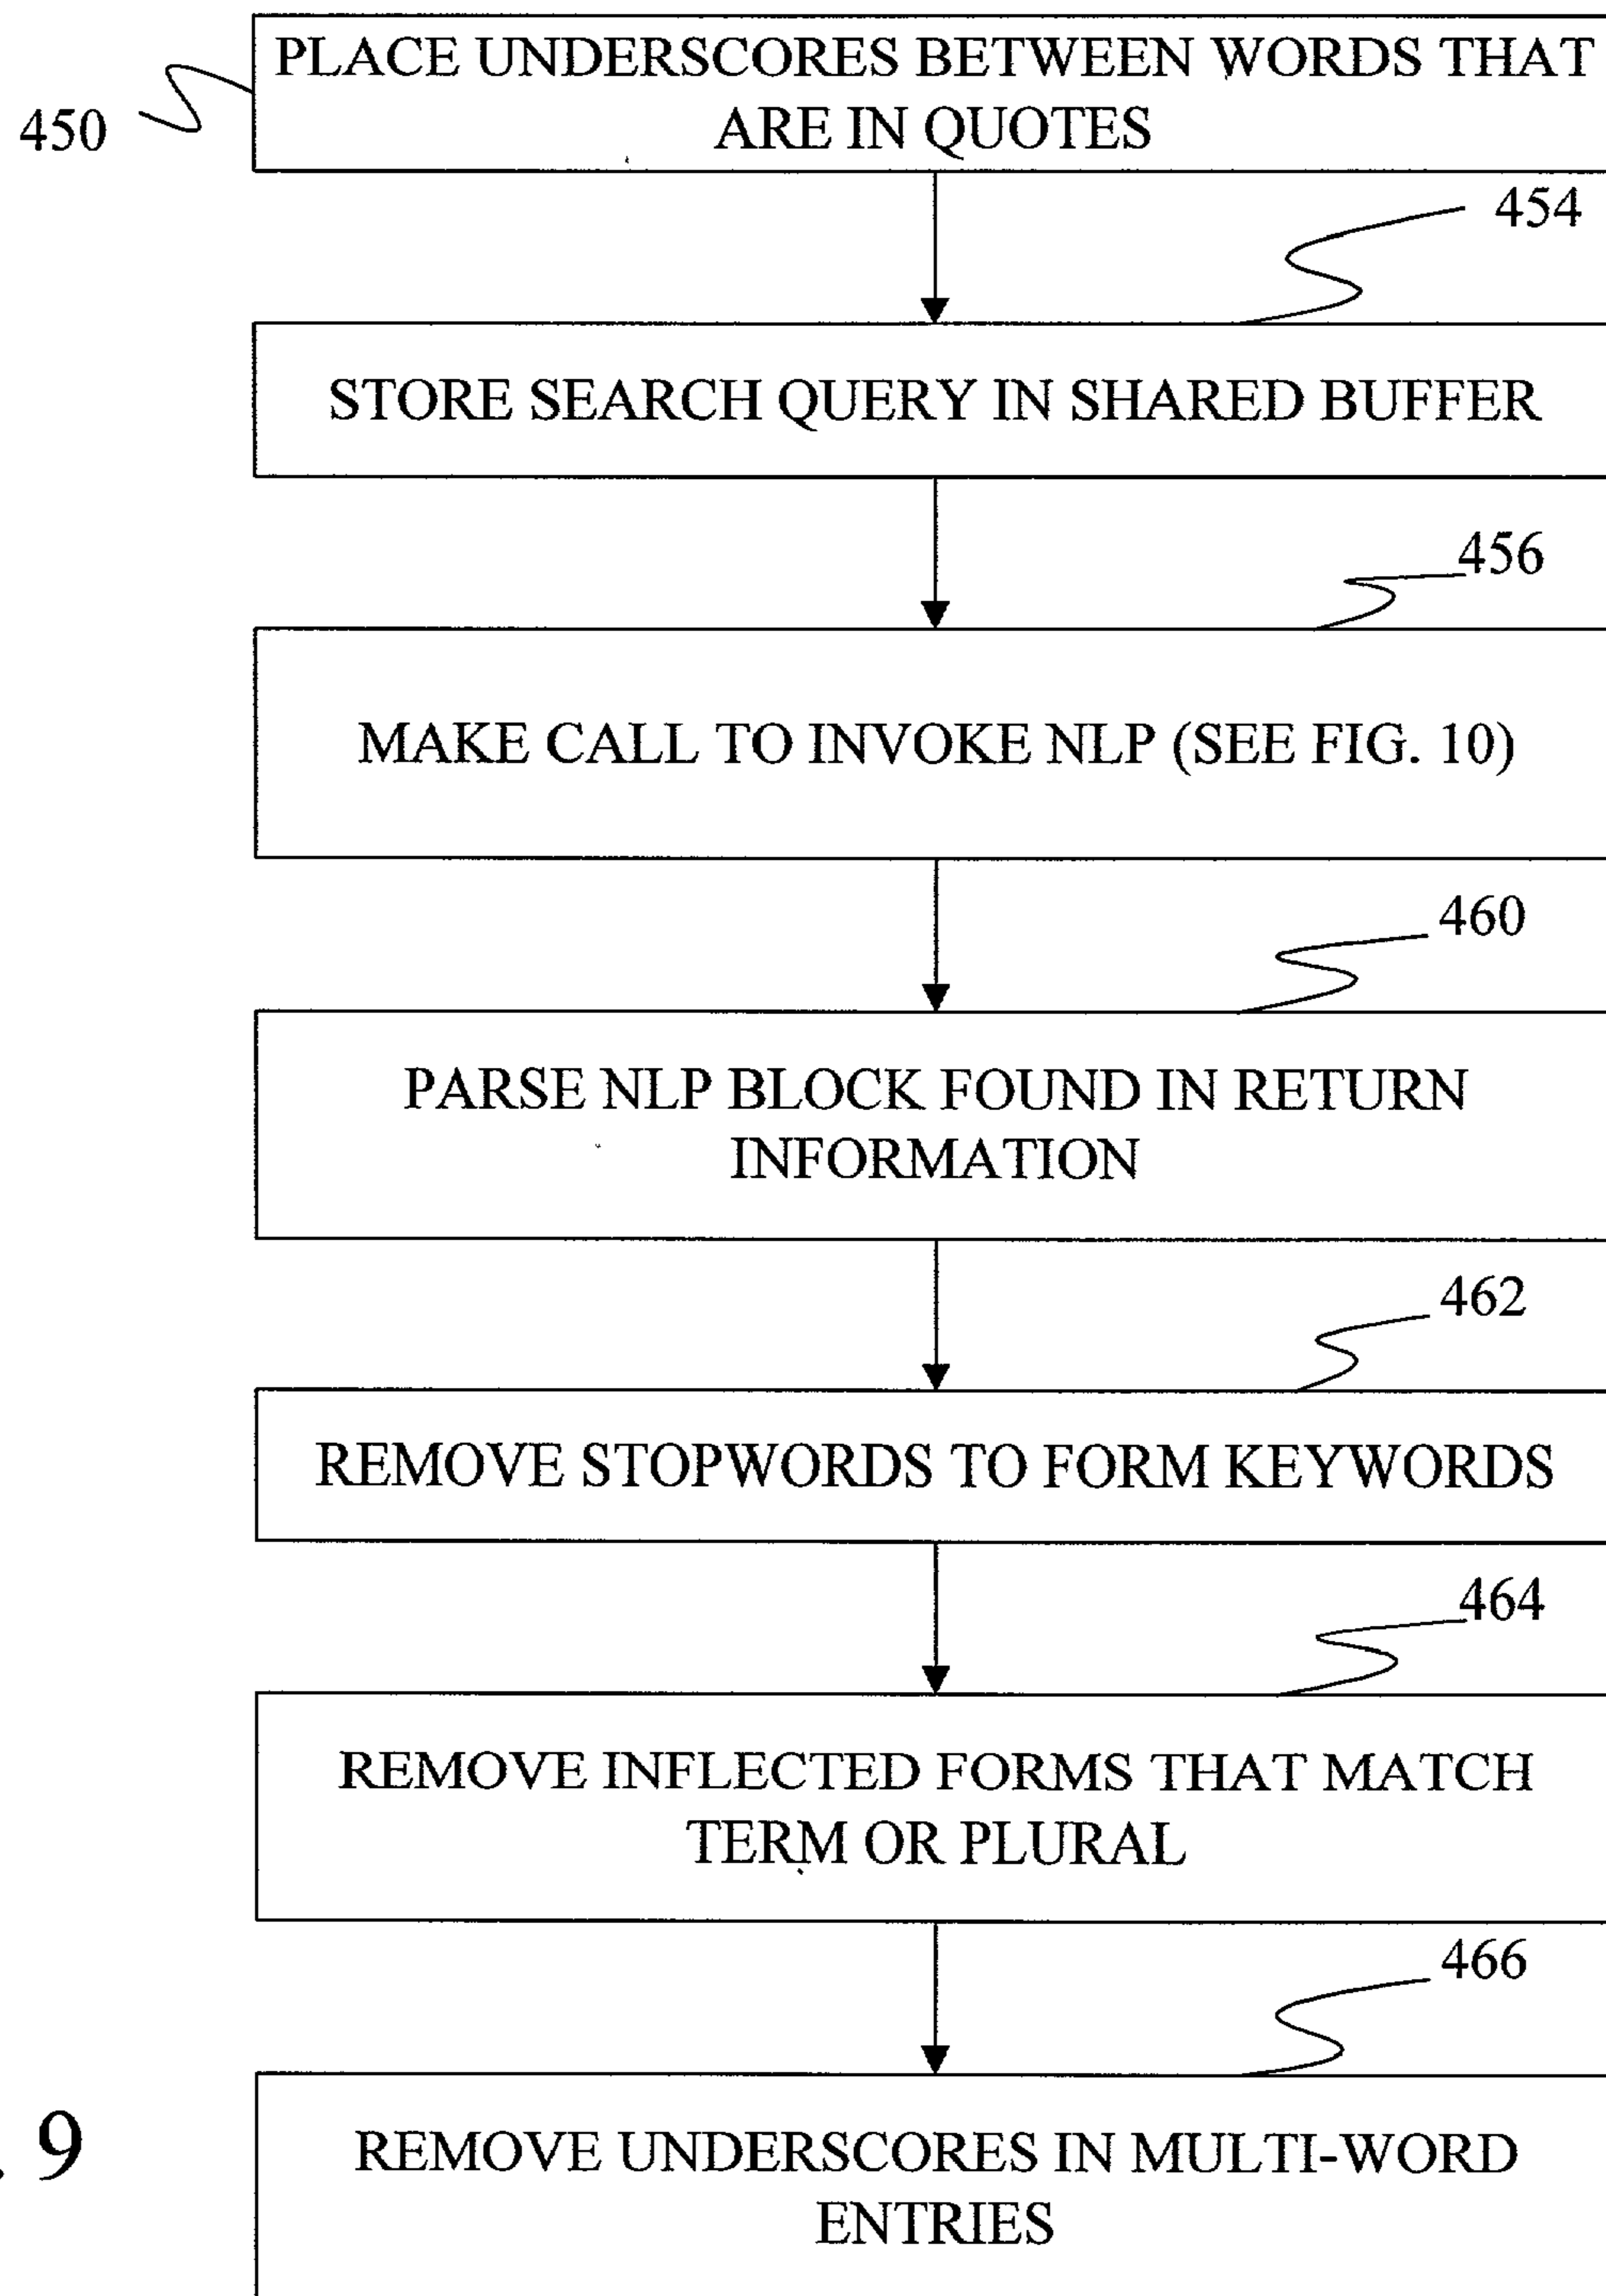 PLACE UNDERSCORES BETWEEN WORDS THAT
ARE IN QUOTES
450
454
STORE SEARCH QUERY IN SHARED BUFFER
456
MAKE CALL TO INVOKE NLP (SEE FIG. 10)
460
PARSE NLP BLOCK FOUND IN RETURN
INFORMATION
462
REMOVE STOPWORDS TO FORM KEYWORDS
464
REMOVE INFLECTED FORMS THAT MATCH
TERM OR PLURAL
466
. 9
REMOVE UNDERSCORES IN MULTI-WORD
ENTRIES